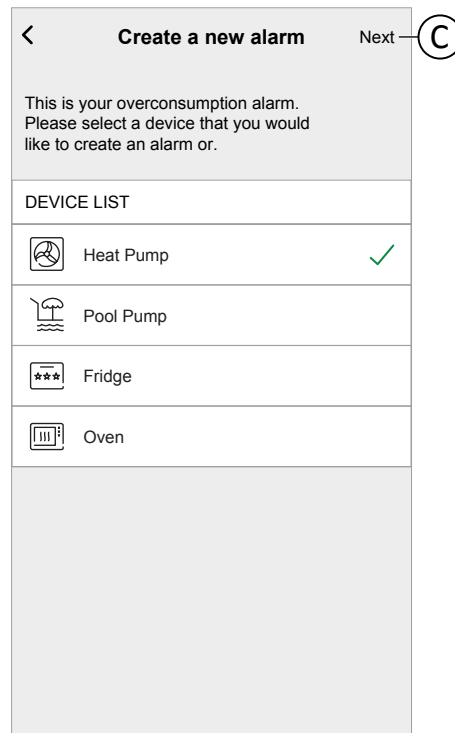 Create a new alarm Next C
This is your overconsumption alarm.
Please select a device that you would
like to create an alarm or.
DEVICE LIST
Heat Pump
Pool Pump
Fridge
Oven